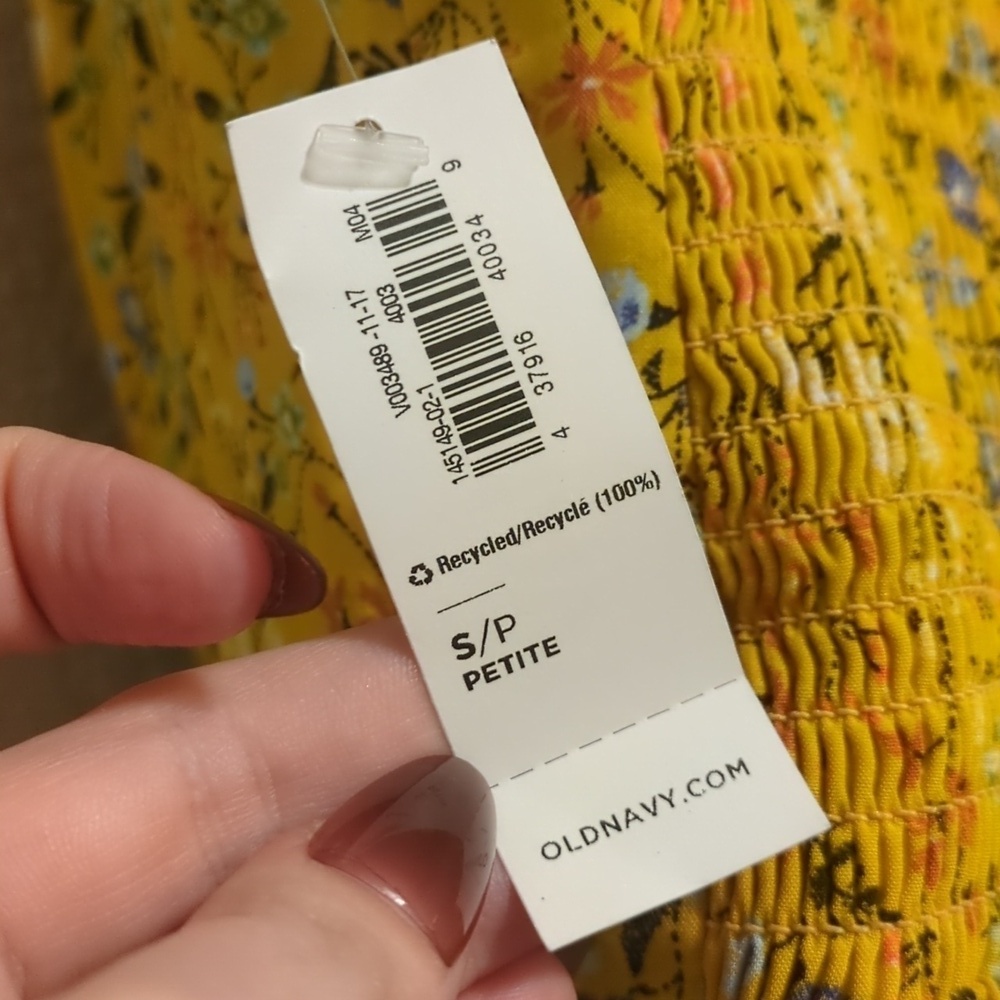 M04
V003489 -11-17
4003
145149-02-1
4 37916 40034 9
Recycled/Recyclé (100%)
S/P
PETITE
OLDNAVY.COM